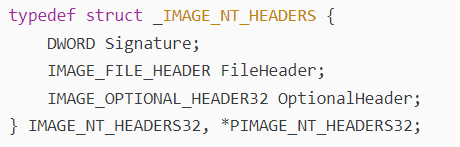 typedef struct _IMAGE_NT_HEADERS {
    DWORD Signature;
    IMAGE_FILE_HEADER FileHeader;
    IMAGE_OPTIONAL_HEADER32 OptionalHeader;
} IMAGE_NT_HEADERS32, *PIMAGE_NT_HEADERS32;